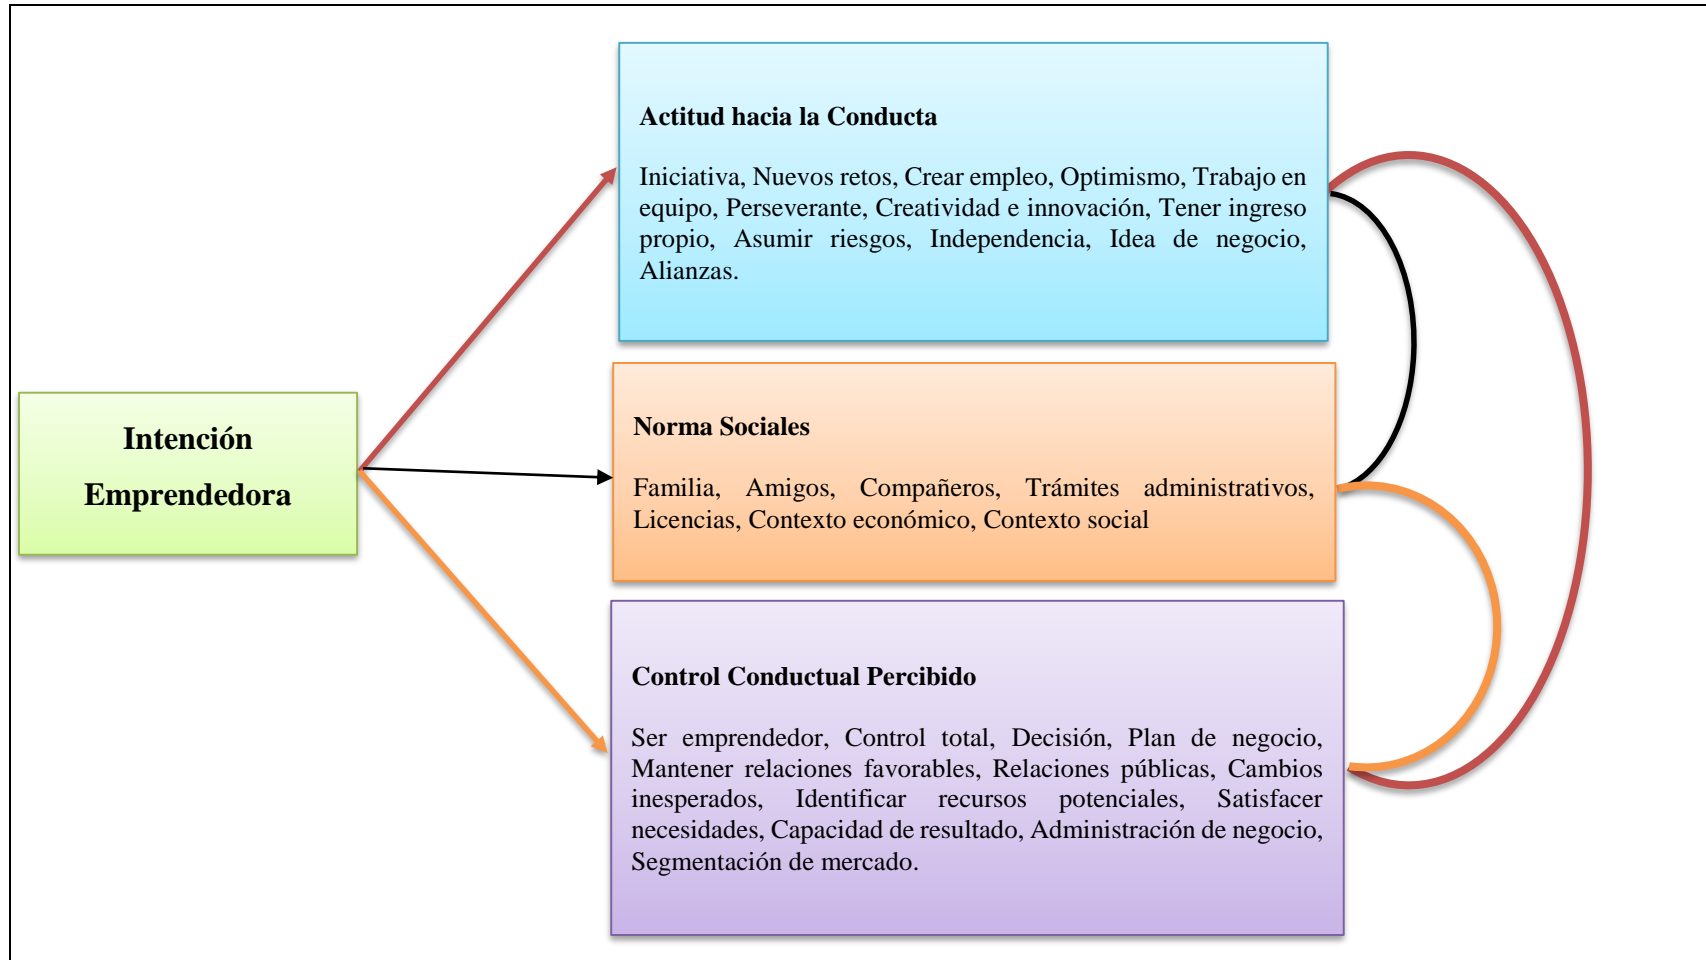 Actitud hacia la Conducta
Iniciativa, Nuevos retos, Crear empleo, Optimismo, Trabajo en
equipo, Perseverante, Creatividad e innovación, Tener ingreso
propio, Asumir riesgos, Independencia, Idea de negocio,
Alianzas.
Intención
Emprendedora
Norma Sociales
Familia, Amigos, Compañeros, Trámites administrativos,
Licencias, Contexto económico, Contexto social
Control Conductual Percibido
Ser emprendedor, Control total, Decisión, Plan de negocio,
Mantener relaciones favorables, Relaciones públicas, Cambios
inesperados, Identificar recursos potenciales, Satisfacer
necesidades, Capacidad de resultado, Administración de negocio,
Segmentación de mercado.